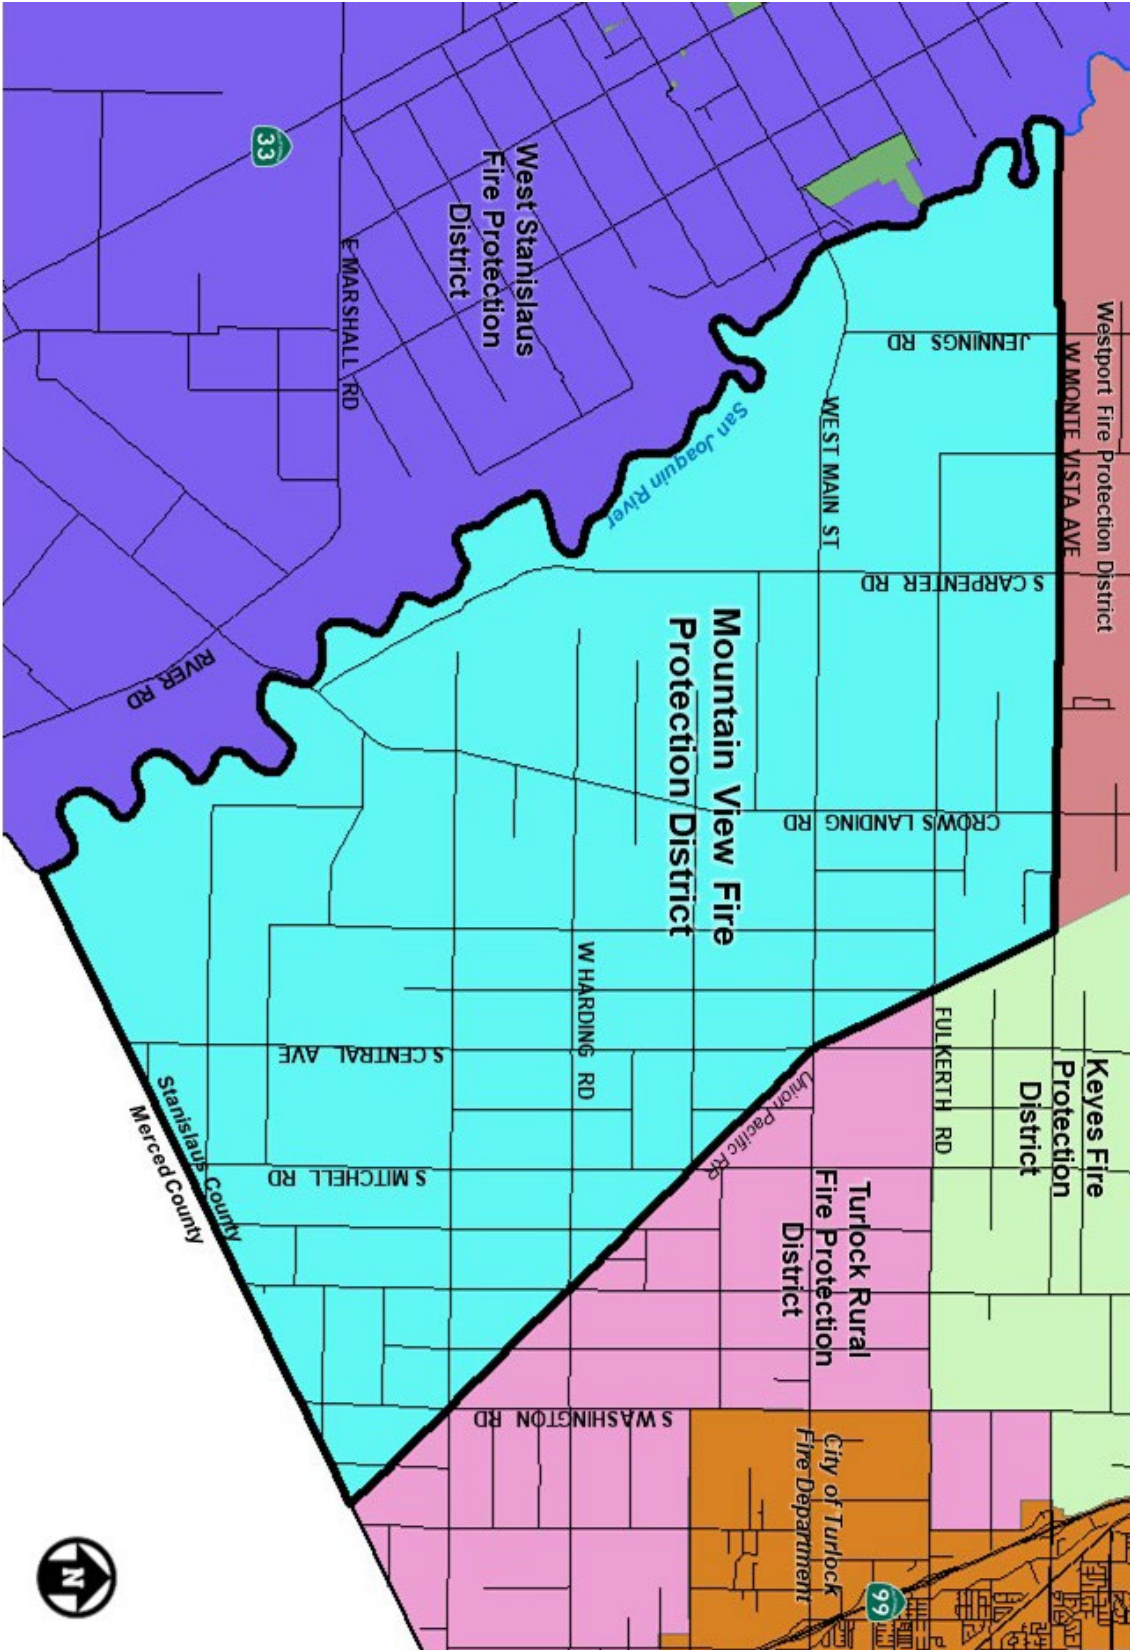 33
E MARSHALL RD
West Stanislaus
Fire Protection
District
RIVER RD
San Joaquin River
JENNINGS RD
Westport Fire Protection District
W MONTE VISTA AVE
WEST MAIN ST
S CARPENTER RD
Mountain View Fire
Protection District
CROWS LANDING RD
W HARDING RD
S CENTRAL AVE
FULKERTH RD
Keyes Fire
Protection
District
Union Pacific RR
Stanislaus County
Merced County
S MITCHELL RD
Turlock Rural
Fire Protection
District
S WASHINGTON RD
City of Turlock
Fire Department
99
N